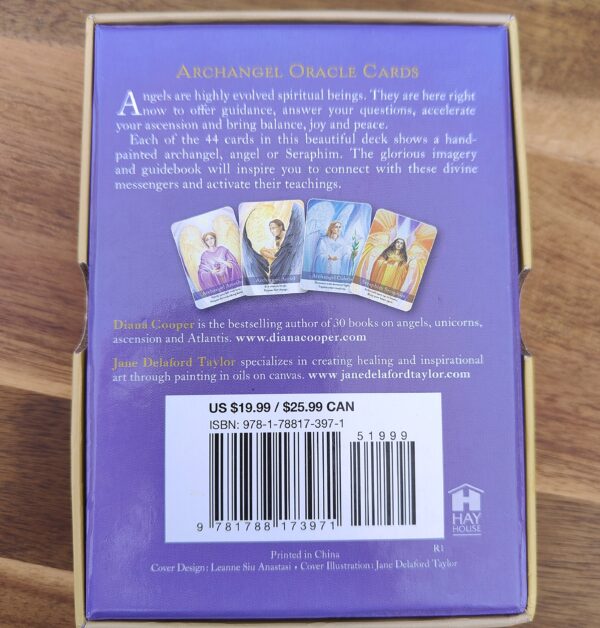 ARCHANGEL ORACLE CARDS
Angels are highly evolved spiritual beings. They are here right
now to offer guidance, answer your questions, accelerate
your ascension and bring balance, joy and peace.
Each of the 44 cards in this beautiful deck shows a hand-
painted archangel, angel or Seraphim. The glorious imagery
and guidebook will inspire you to connect with these divine
messengers and activate their teachings.
Diana Cooper is the bestselling author of 30 books on angels, unicorns,
ascension and Atlantis. www.dianacooper.com
Jane Delaford Taylor specializes in creating healing and inspirational
art through painting in oils on canvas. www.janedelafordtaylor.com
US $19.99 / $25.99 CAN
ISBN: 978-1-78817-397-1
51999
9 781788 173971
HAY
HOUSE
Printed in China
R1
Cover Design: Leanne Siu Anastasi • Cover Illustration: Jane Delaford Taylor